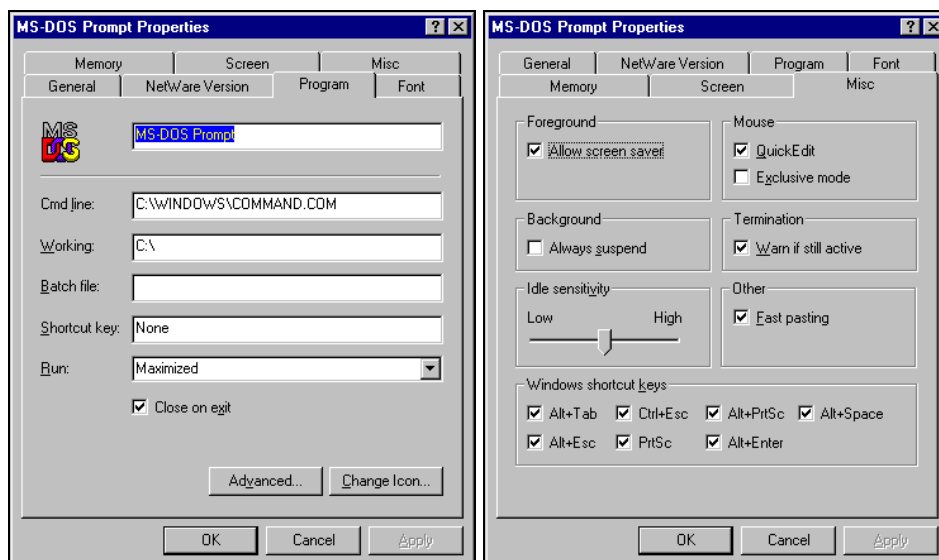 MS-DOS Prompt Properties
Memory Screen Misc
General NetWare Version Program Font
MS DOS
MS-DOS Prompt
Cmd line: C:\WINDOWS\COMMAND.COM
Working: C:\
Batch file:
Shortcut key: None
Run: Maximized
Close on exit
Advanced... Change Icon...
OK Cancel Apply
MS-DOS Prompt Properties
General NetWare Version Program Font
Memory Screen Misc
Foreground
Allow screen saver
Mouse
QuickEdit
Exclusive mode
Background
Always suspend
Termination
Warn if still active
Idle sensitivity
Low High
Other
Fast pasting
Windows shortcut keys
Alt+Tab Ctrl+Esc Alt+PrtSc Alt+Space
Alt+Esc PrtSc Alt+Enter
OK Cancel Apply